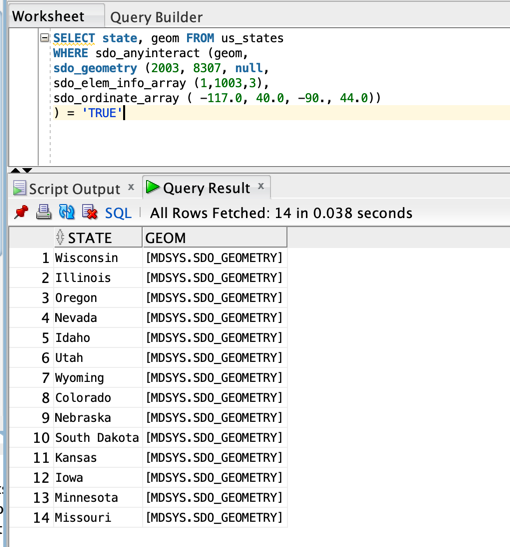 Worksheet Query Builder
SELECT state, geom FROM us_states
WHERE sdo_anyinteract (geom,
sdo_geometry (2003, 8307, null,
sdo_elem_info_array (1,1003,3),
sdo_ordinate_array ( -117.0, 40.0, -90., 44.0))
) = 'TRUE'
Script Output x Query Result x
SQL | All Rows Fetched: 14 in 0.038 seconds
STATE GEOM
1 Wisconsin [MDSYS.SDO_GEOMETRY]
2 Illinois [MDSYS.SDO_GEOMETRY]
3 Oregon [MDSYS.SDO_GEOMETRY]
4 Nevada [MDSYS.SDO_GEOMETRY]
5 Idaho [MDSYS.SDO_GEOMETRY]
6 Utah [MDSYS.SDO_GEOMETRY]
7 Wyoming [MDSYS.SDO_GEOMETRY]
8 Colorado [MDSYS.SDO_GEOMETRY]
9 Nebraska [MDSYS.SDO_GEOMETRY]
10 South Dakota [MDSYS.SDO_GEOMETRY]
11 Kansas [MDSYS.SDO_GEOMETRY]
12 Iowa [MDSYS.SDO_GEOMETRY]
13 Minnesota [MDSYS.SDO_GEOMETRY]
14 Missouri [MDSYS.SDO_GEOMETRY]